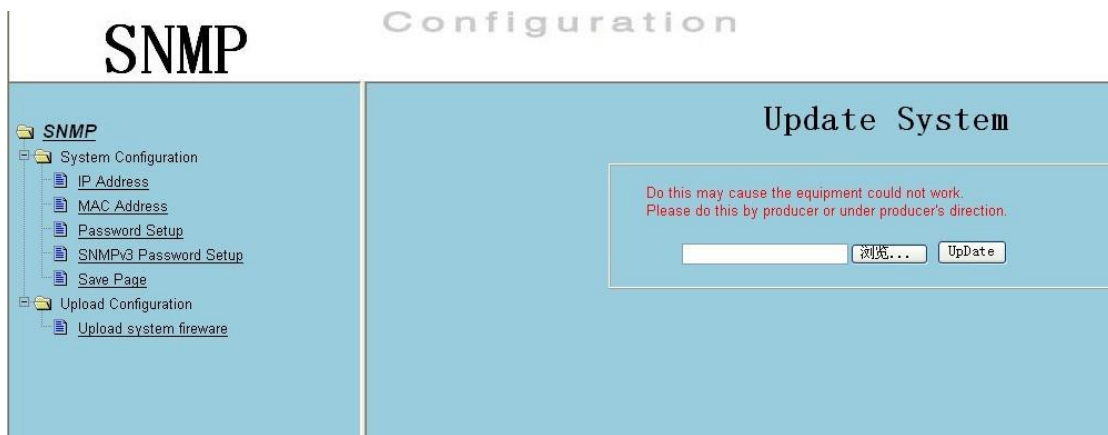 Configuration
SNMP
SNMP
System Configuration
IP Address
MAC Address
Password Setup
SNMPv3 Password Setup
Save Page
Upload Configuration
Upload system fireware
Update System
Do this may cause the equipment could not work.
Please do this by producer or under producer's direction.
浏览... UpDate